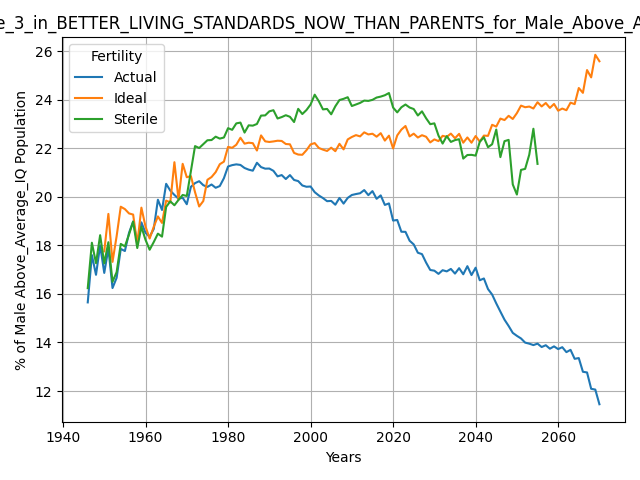 e_3_in_BETTER_LIVING_STANDARDS_NOW_THAN_PARENTS_for_Male_Above_A
Fertility
Actual
Ideal
Sterile
% of Male Above_Average_IQ Population
26
24
22
20
18
16
14
12
1940 1960 1980 2000 2020 2040 2060
Years